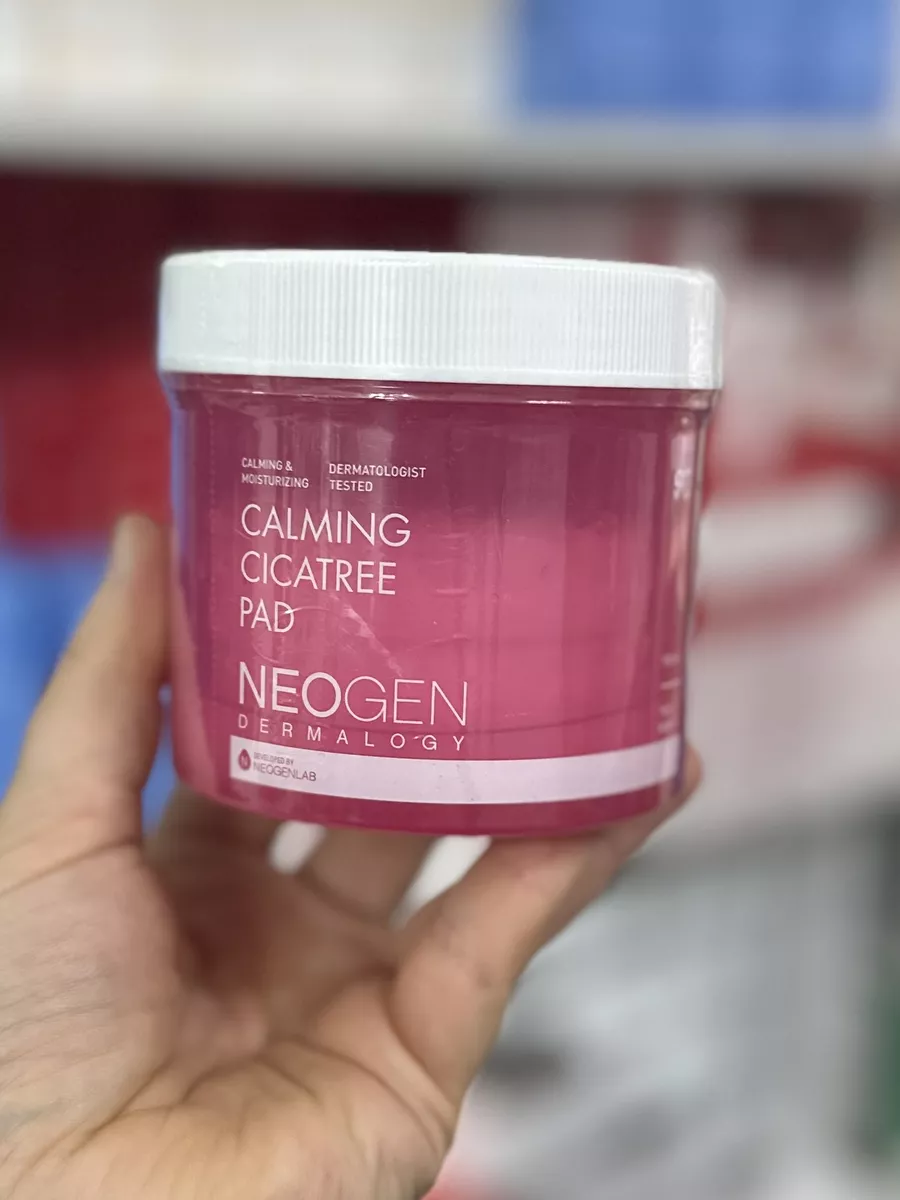 CALMING &
MOISTURIZING
DERMATOLOGIST
TESTED
CALMING
CICATREE
PAD
NEOGEN
DERMALOGY
N
DEVELOPED BY
NEOGENLAB